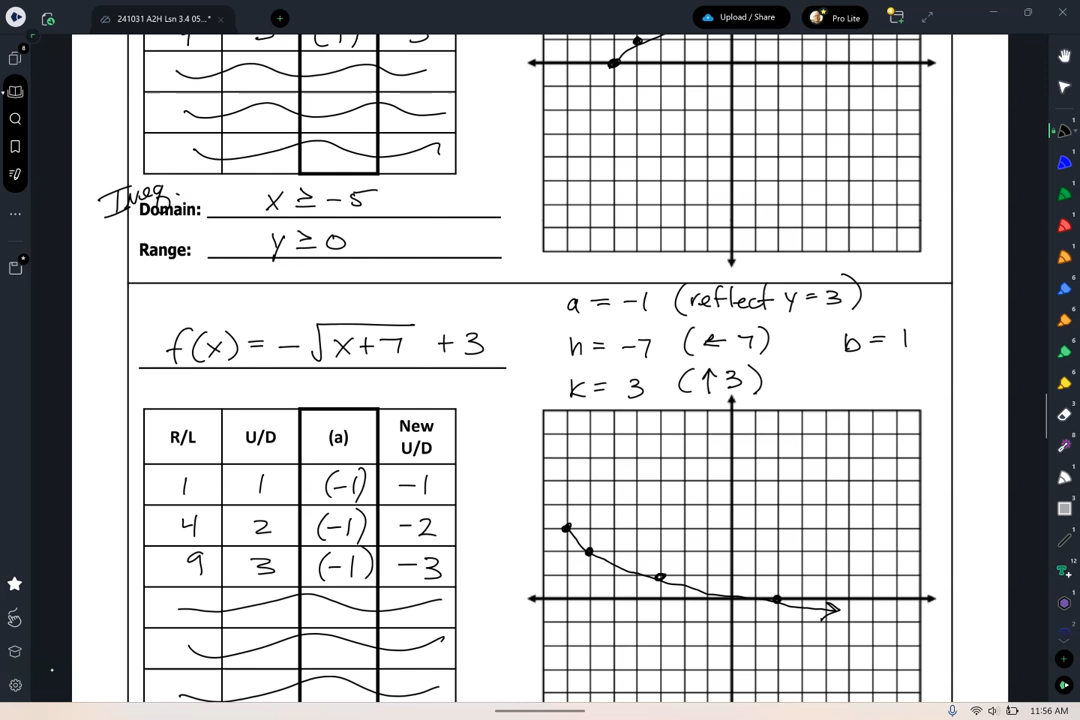 241031 A2H Lsn 3.4 05...*
Upload / Share
Pro Lite
Ineq.
Domain: x ≥ -5
Range: y ≥ 0
a = -1 (reflect y = 3)
f(x) = -√(x+7) + 3
h = -7 (← 7) b = 1
k = 3 (↑ 3)
R/L U/D (a) New U/D
1 1 (-1) -1
4 2 (-1) -2
9 3 (-1) -3
11:56 AM